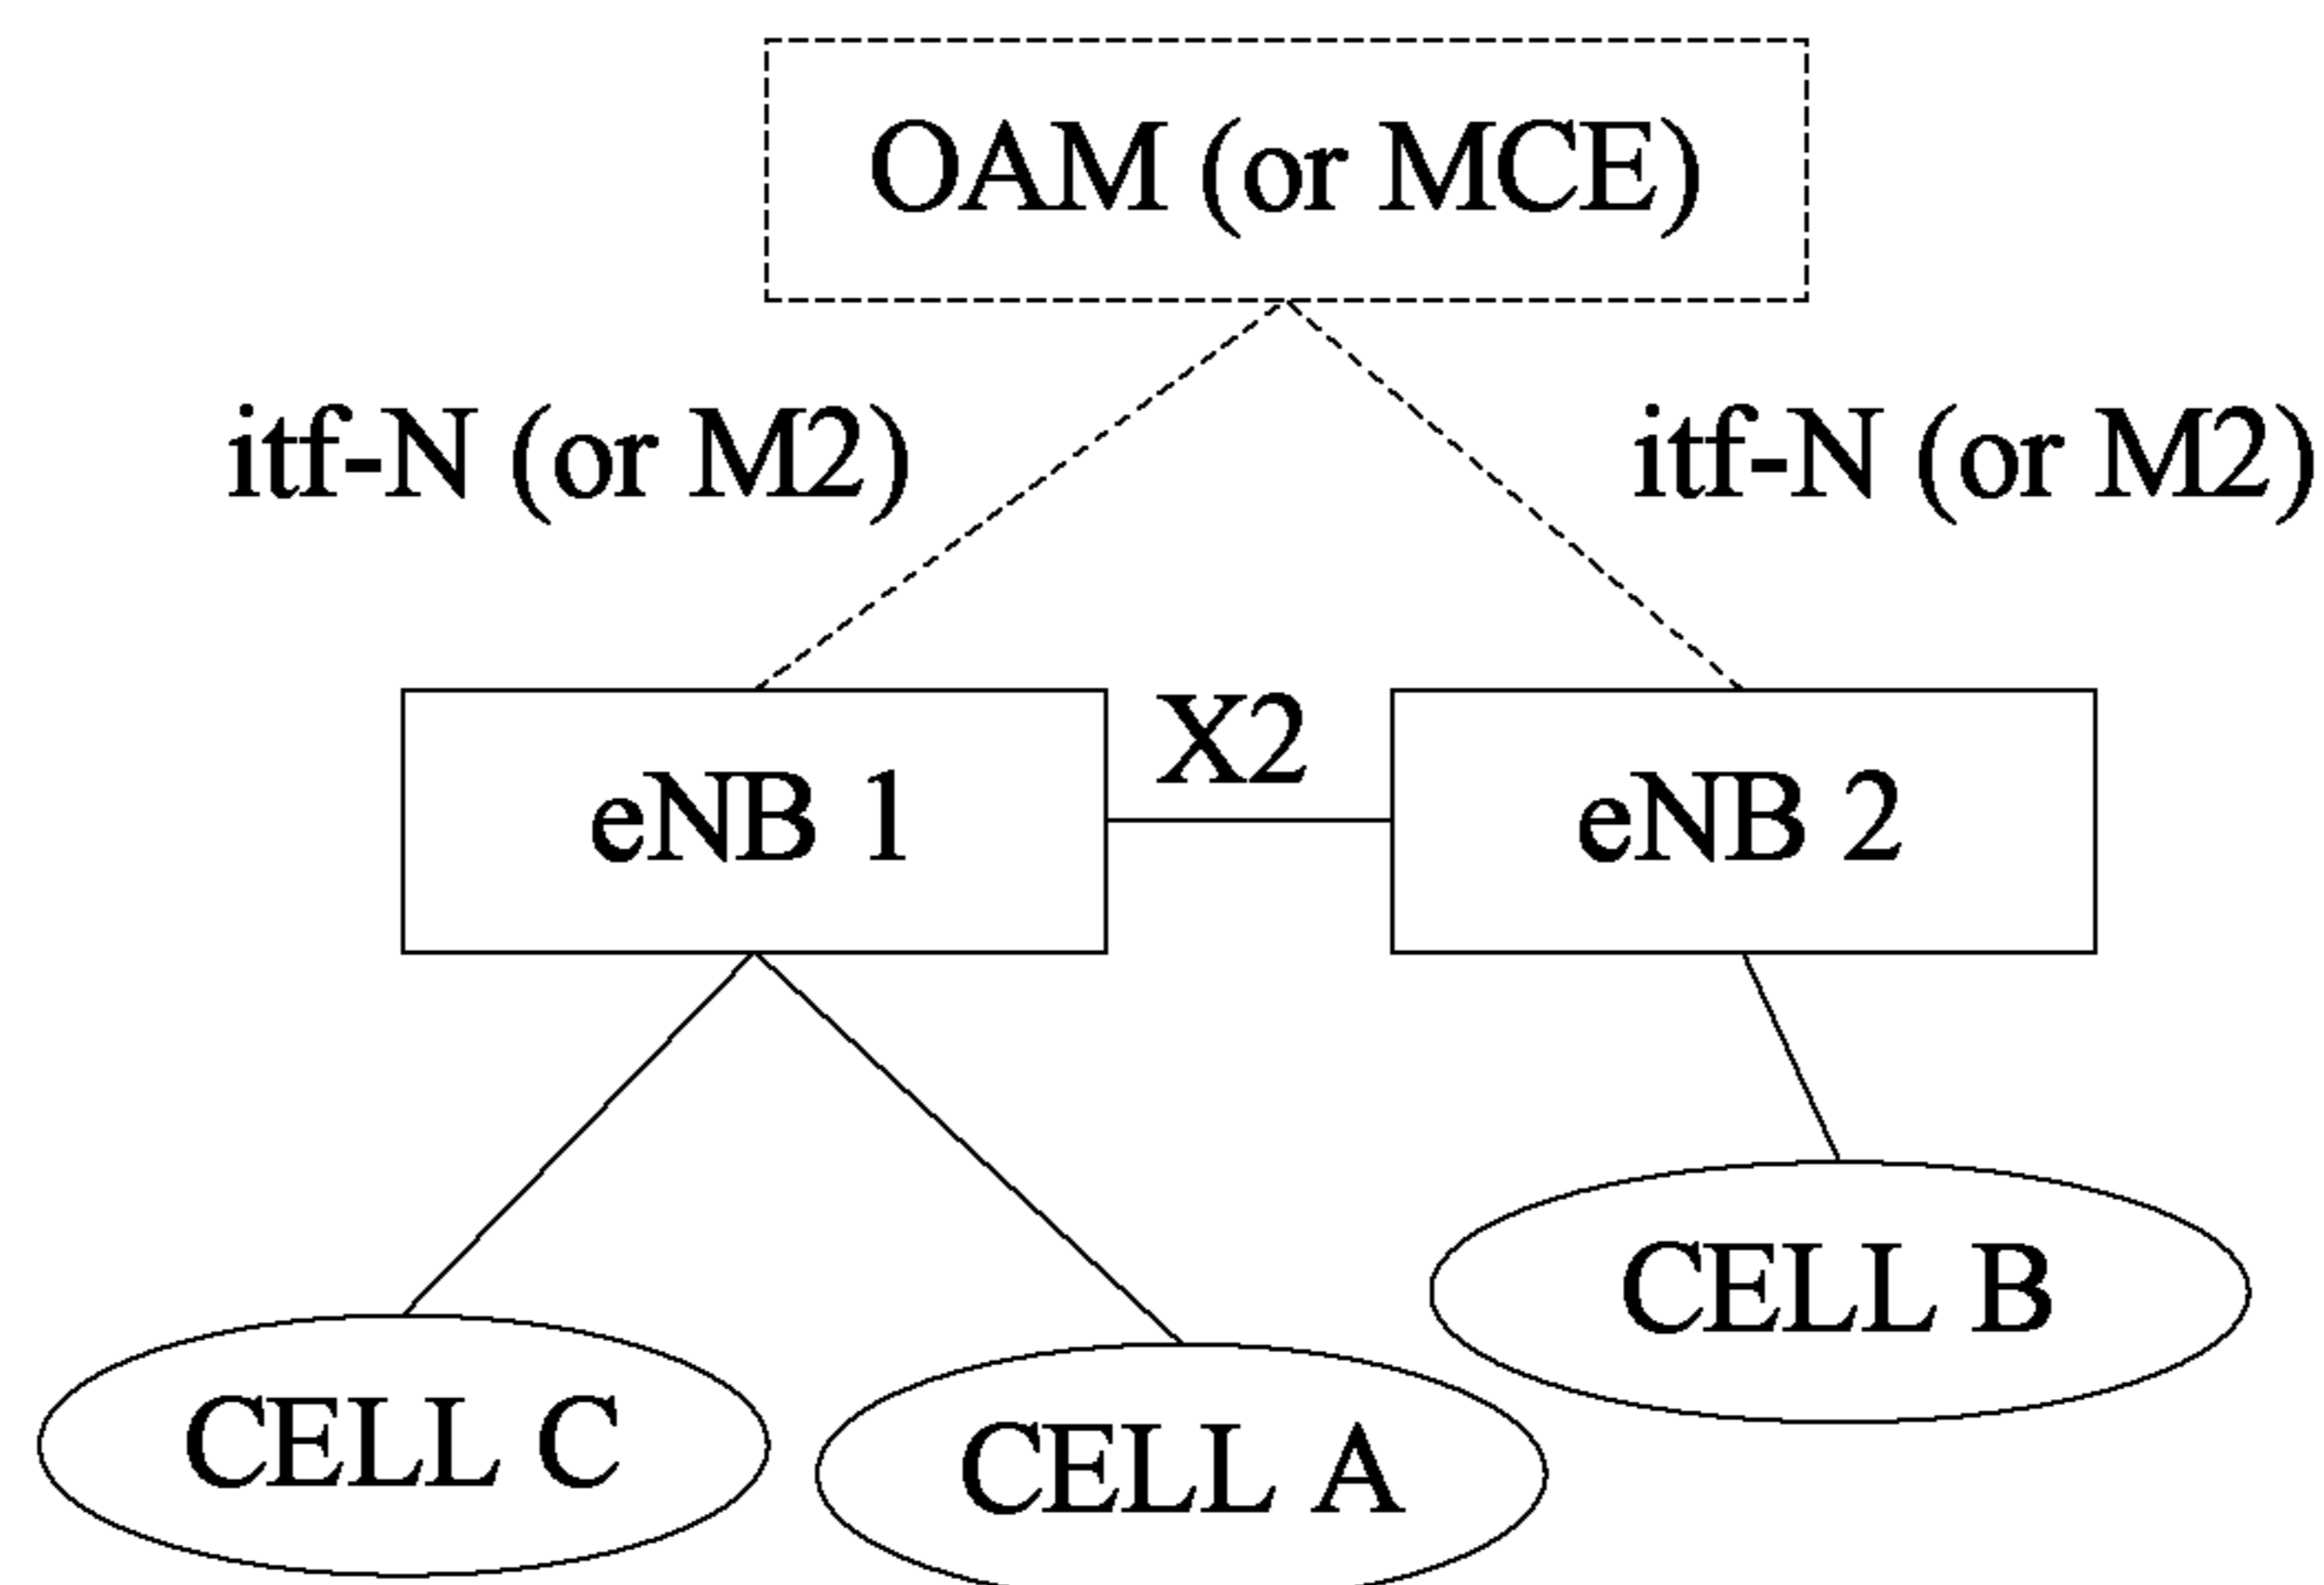 OAM (or MCE)
itf-N (or M2)
itf-N (or M2)
X2
eNB 1
eNB 2
CELL B
CELL C
CELL A